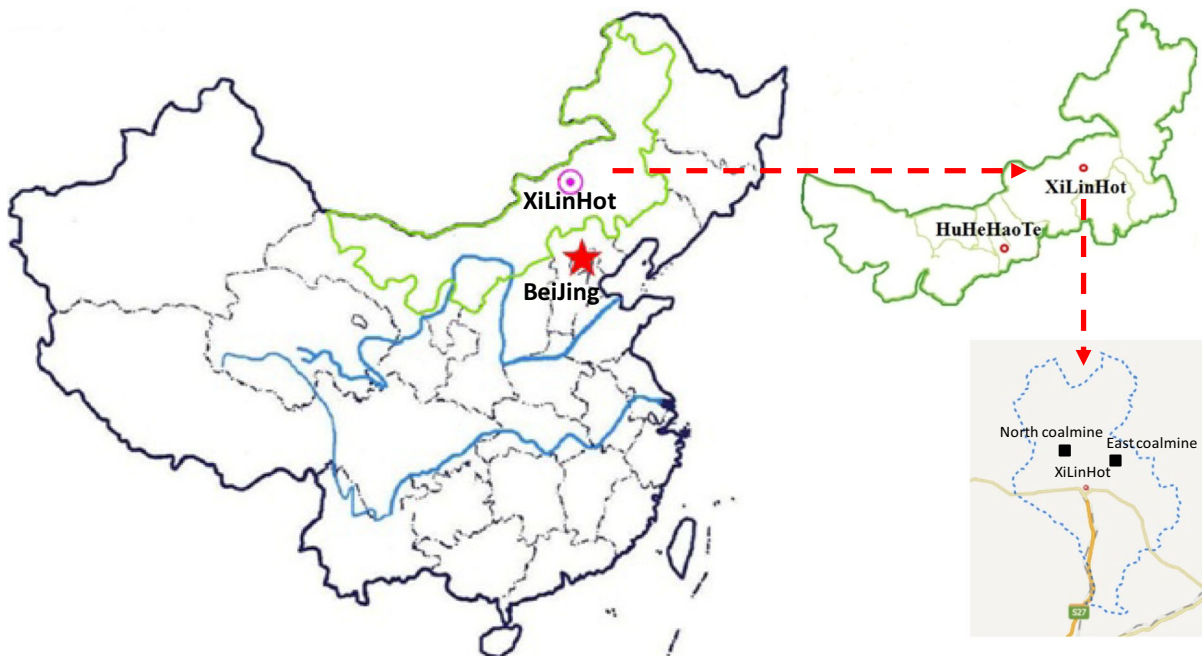 XiLinHot
BeiJing
XiLinHot
HuHeHaoTe
North coalmine
East coalmine
XiLinHot
S27